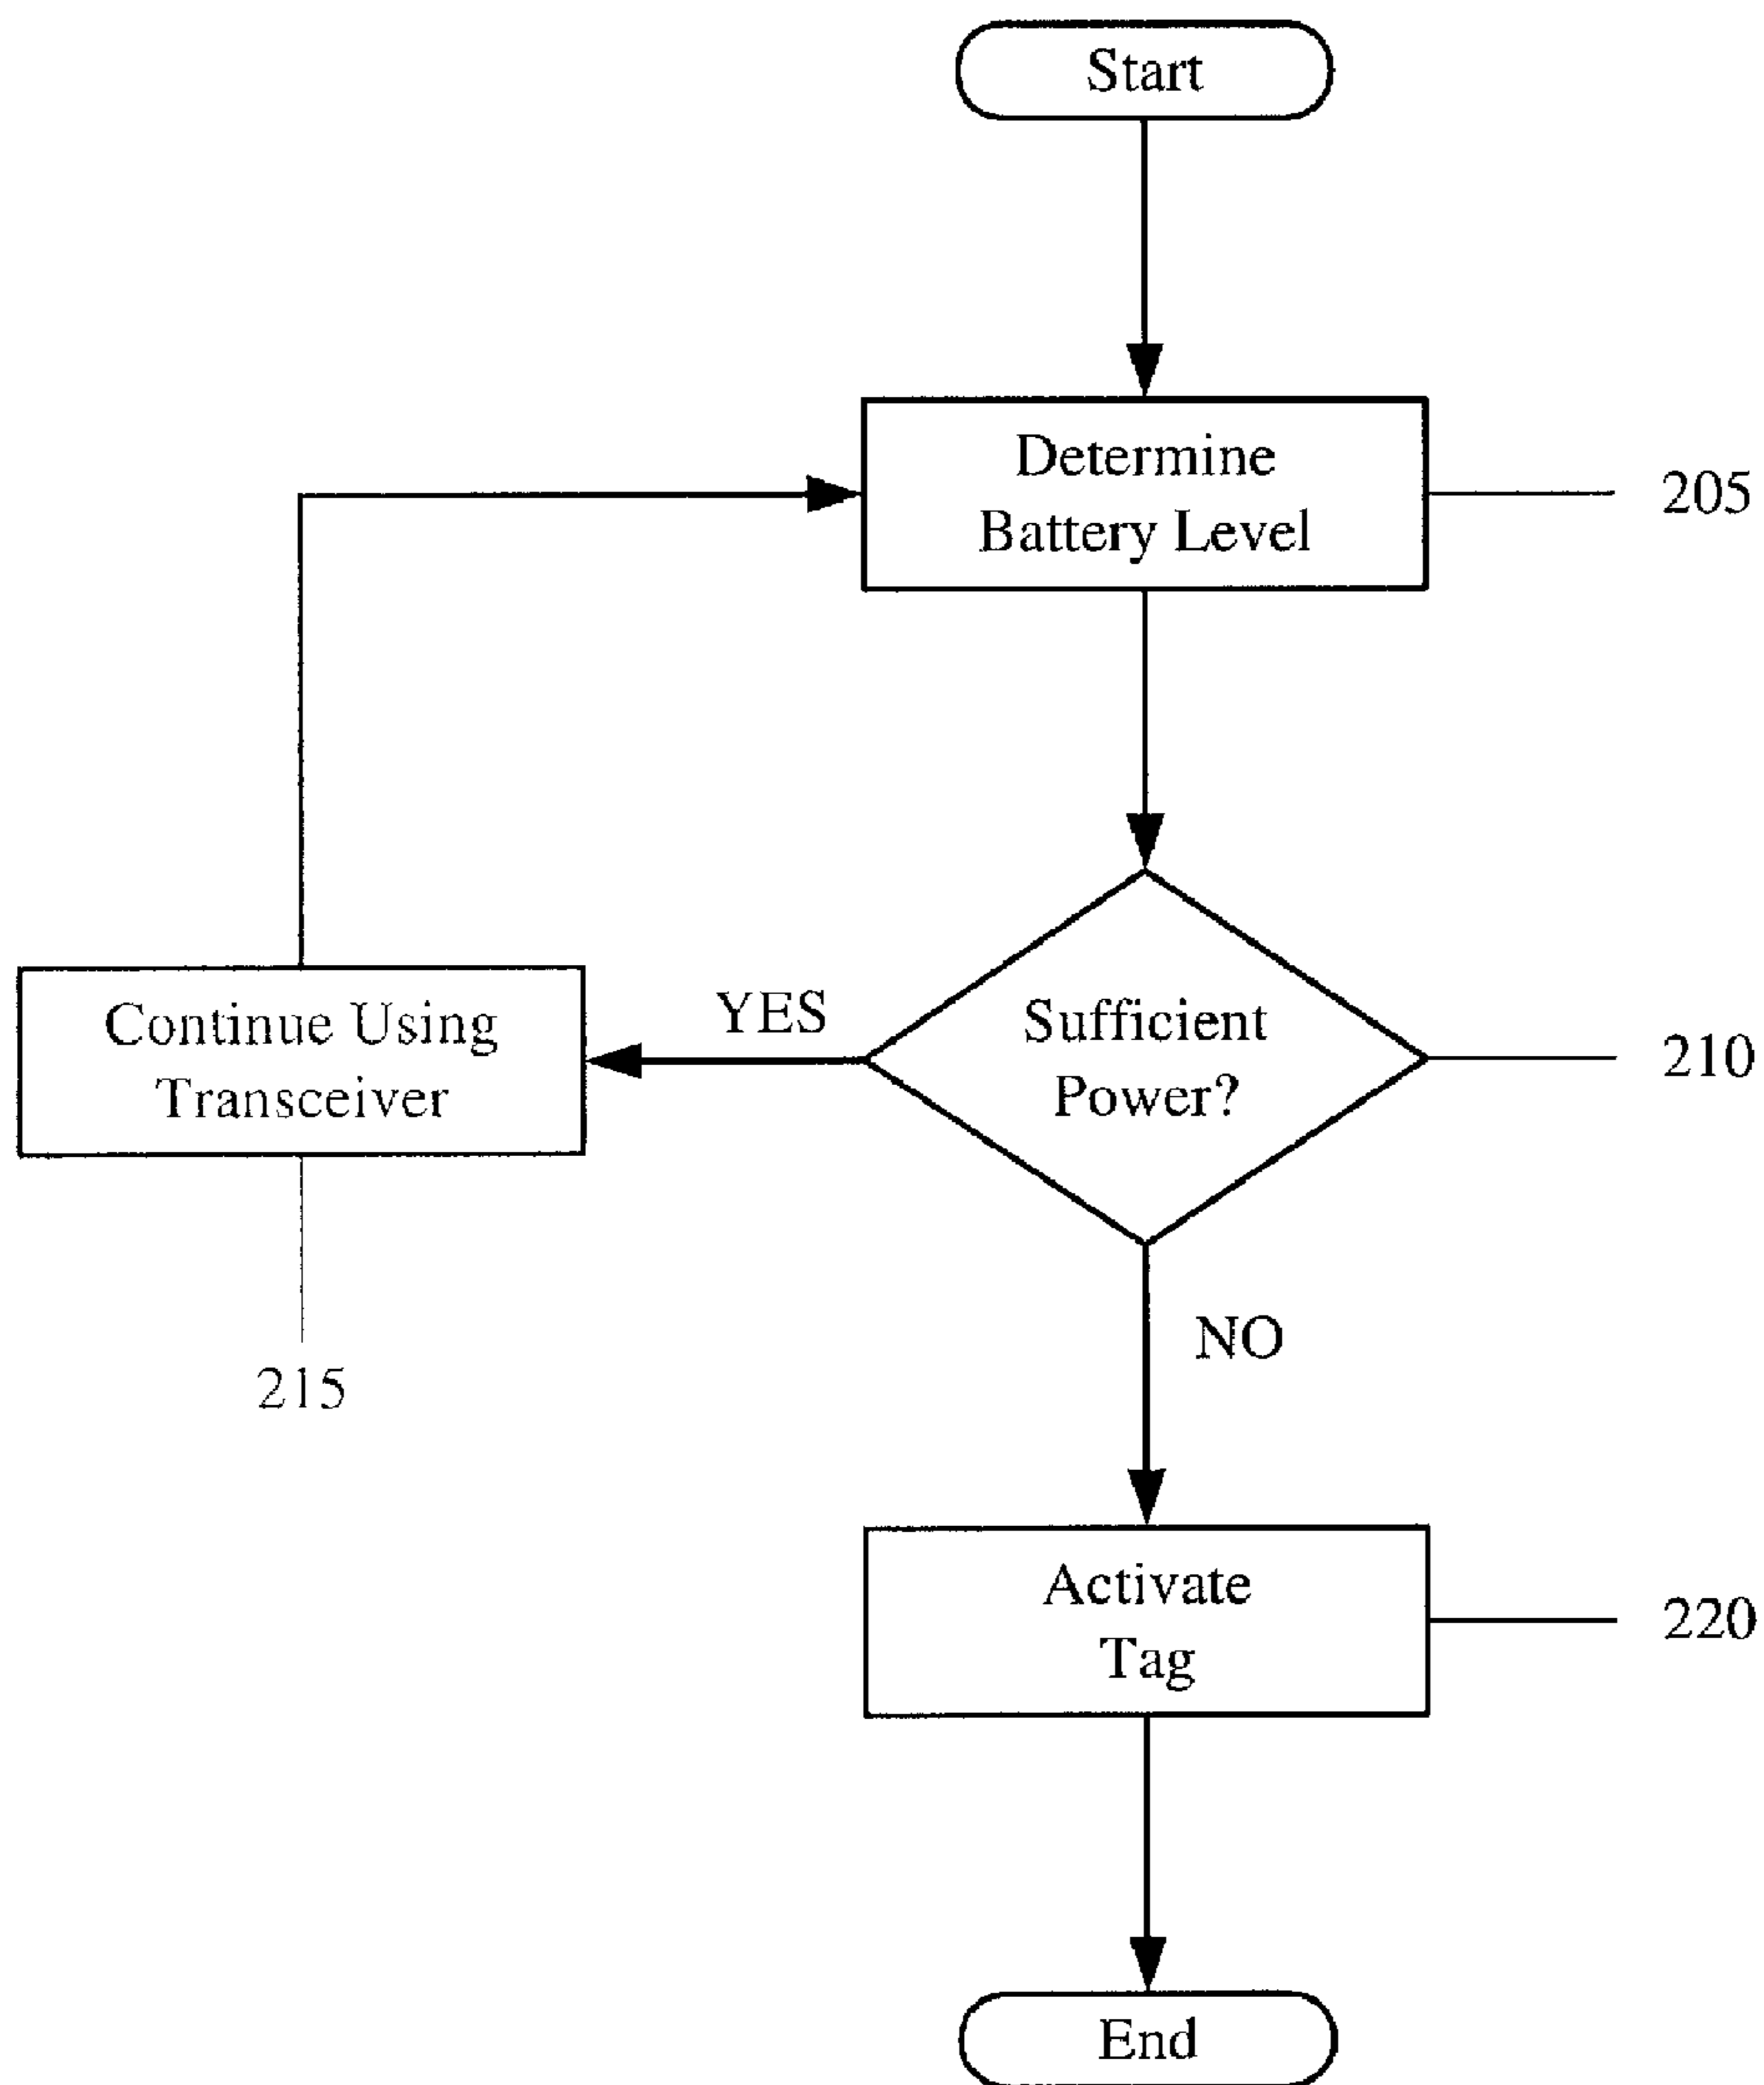 Start
Determine
Battery Level
205
Sufficient
Power?
210
YES
Continue Using
Transceiver
215
NO
Activate
Tag
220
End